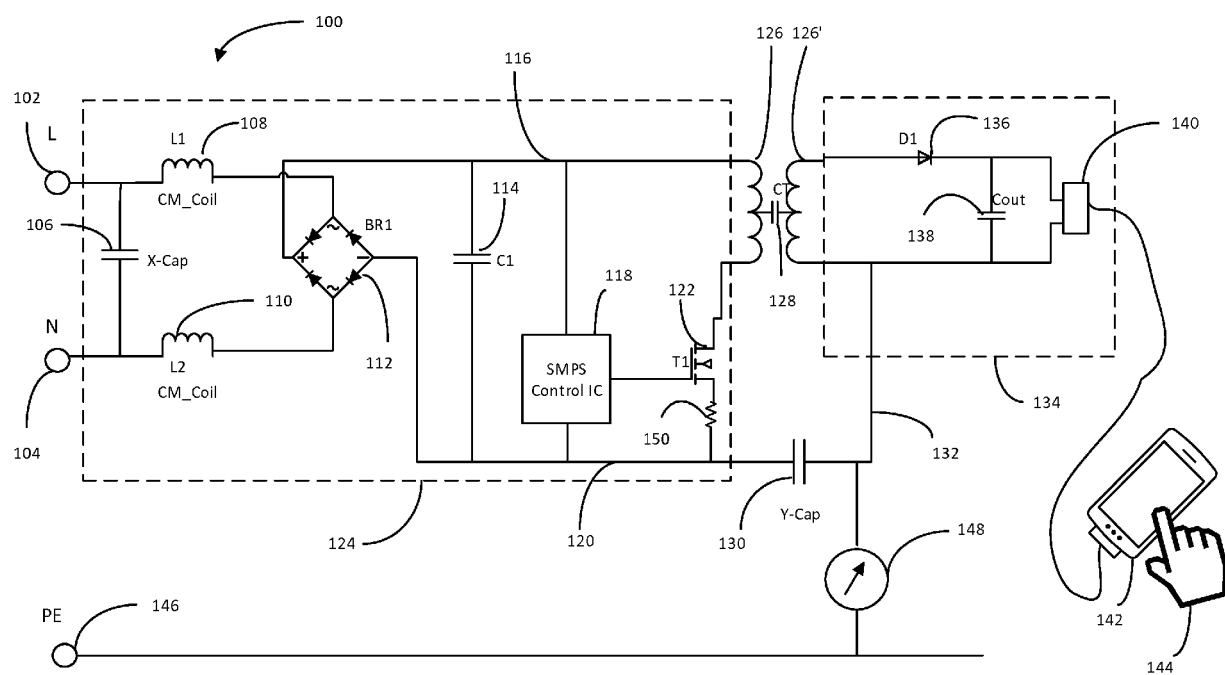 100
126
126'
116
102
L
L1
108
CM_Coil
D1
136
140
106
X-Cap
BR1
114
C1
CT
Cout
138
128
N
110
L2
CM_Coil
104
112
118
SMPS
Control IC
122
T1
150
134
132
124
120
Y-Cap
130
148
PE
146
142
144
+
~
−
~